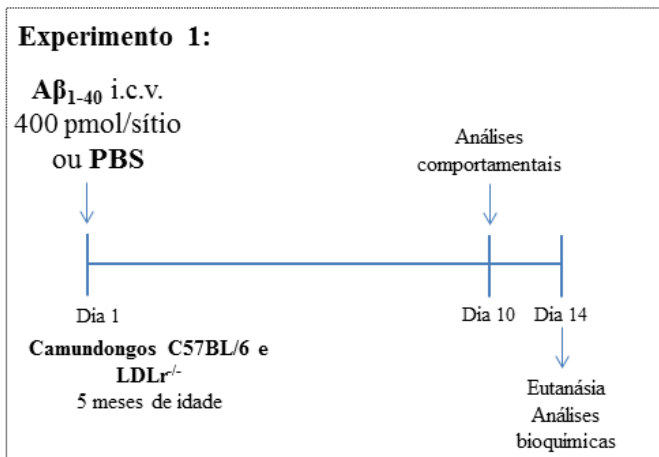 Experimento 1:
Aβ1-40 i.c.v.
400 pmol/sítio
ou PBS
Análises
comportamentais
Dia 1
Dia 10
Dia 14
Camundongos C57BL/6 e
LDLr-/-
5 meses de idade
Eutanásia
Análises
bioquímicas